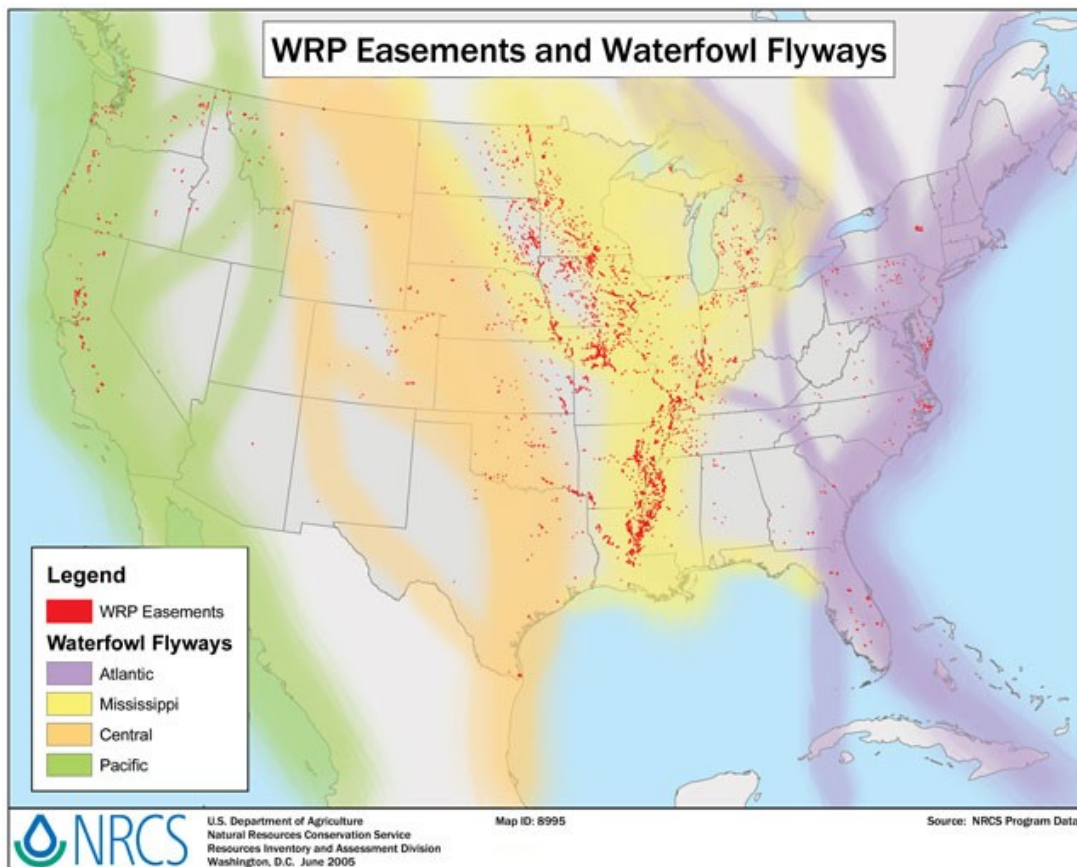 WRP Easements and Waterfowl Flyways
Legend
WRP Easements
Waterfowl Flyways
Atlantic
Mississippi
Central
Pacific
NRCS
U.S. Department of Agriculture
Natural Resources Conservation Service
Resources Inventory and Assessment Division
Washington, D.C. June 2005
Map ID: 8995
Source: NRCS Program Data